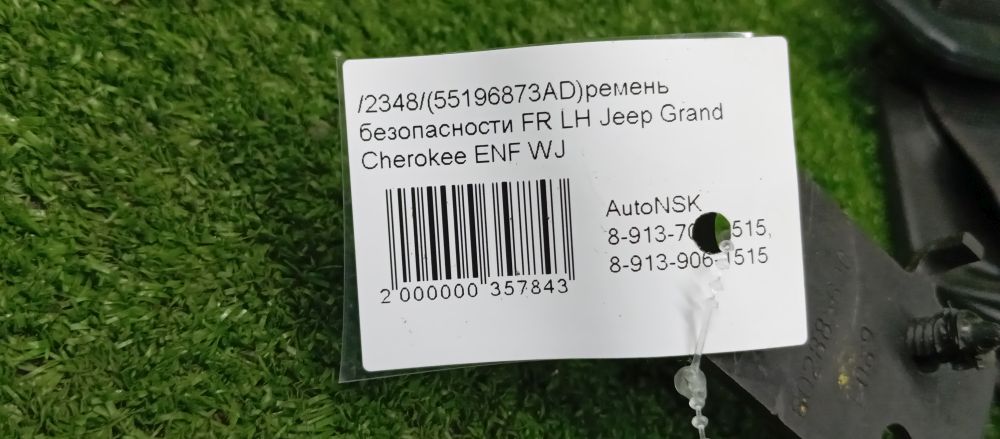 /2348/(55196873AD)ремень
безопасности FR LH Jeep Grand
Cherokee ENF WJ
AutoNSK
8-913-906-1515
2 000000 357843